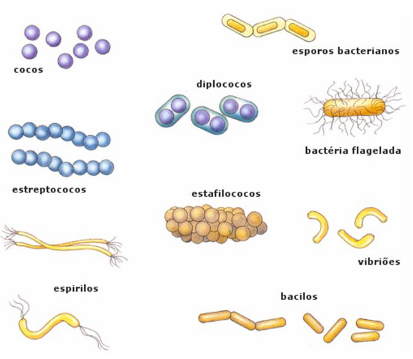 esporos bacterianos
cocos
diplococos
bactéria flagelada
estreptococos
estafilococos
vibriões
espirilos
bacilos